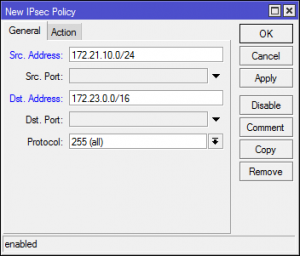 New IPsec Policy
General Action
Src. Address: 172.21.10.0/24
Src. Port:
Dst. Address: 172.23.0.0/16
Dst. Port:
Protocol: 255 (all)
OK
Cancel
Apply
Disable
Comment
Copy
Remove
enabled